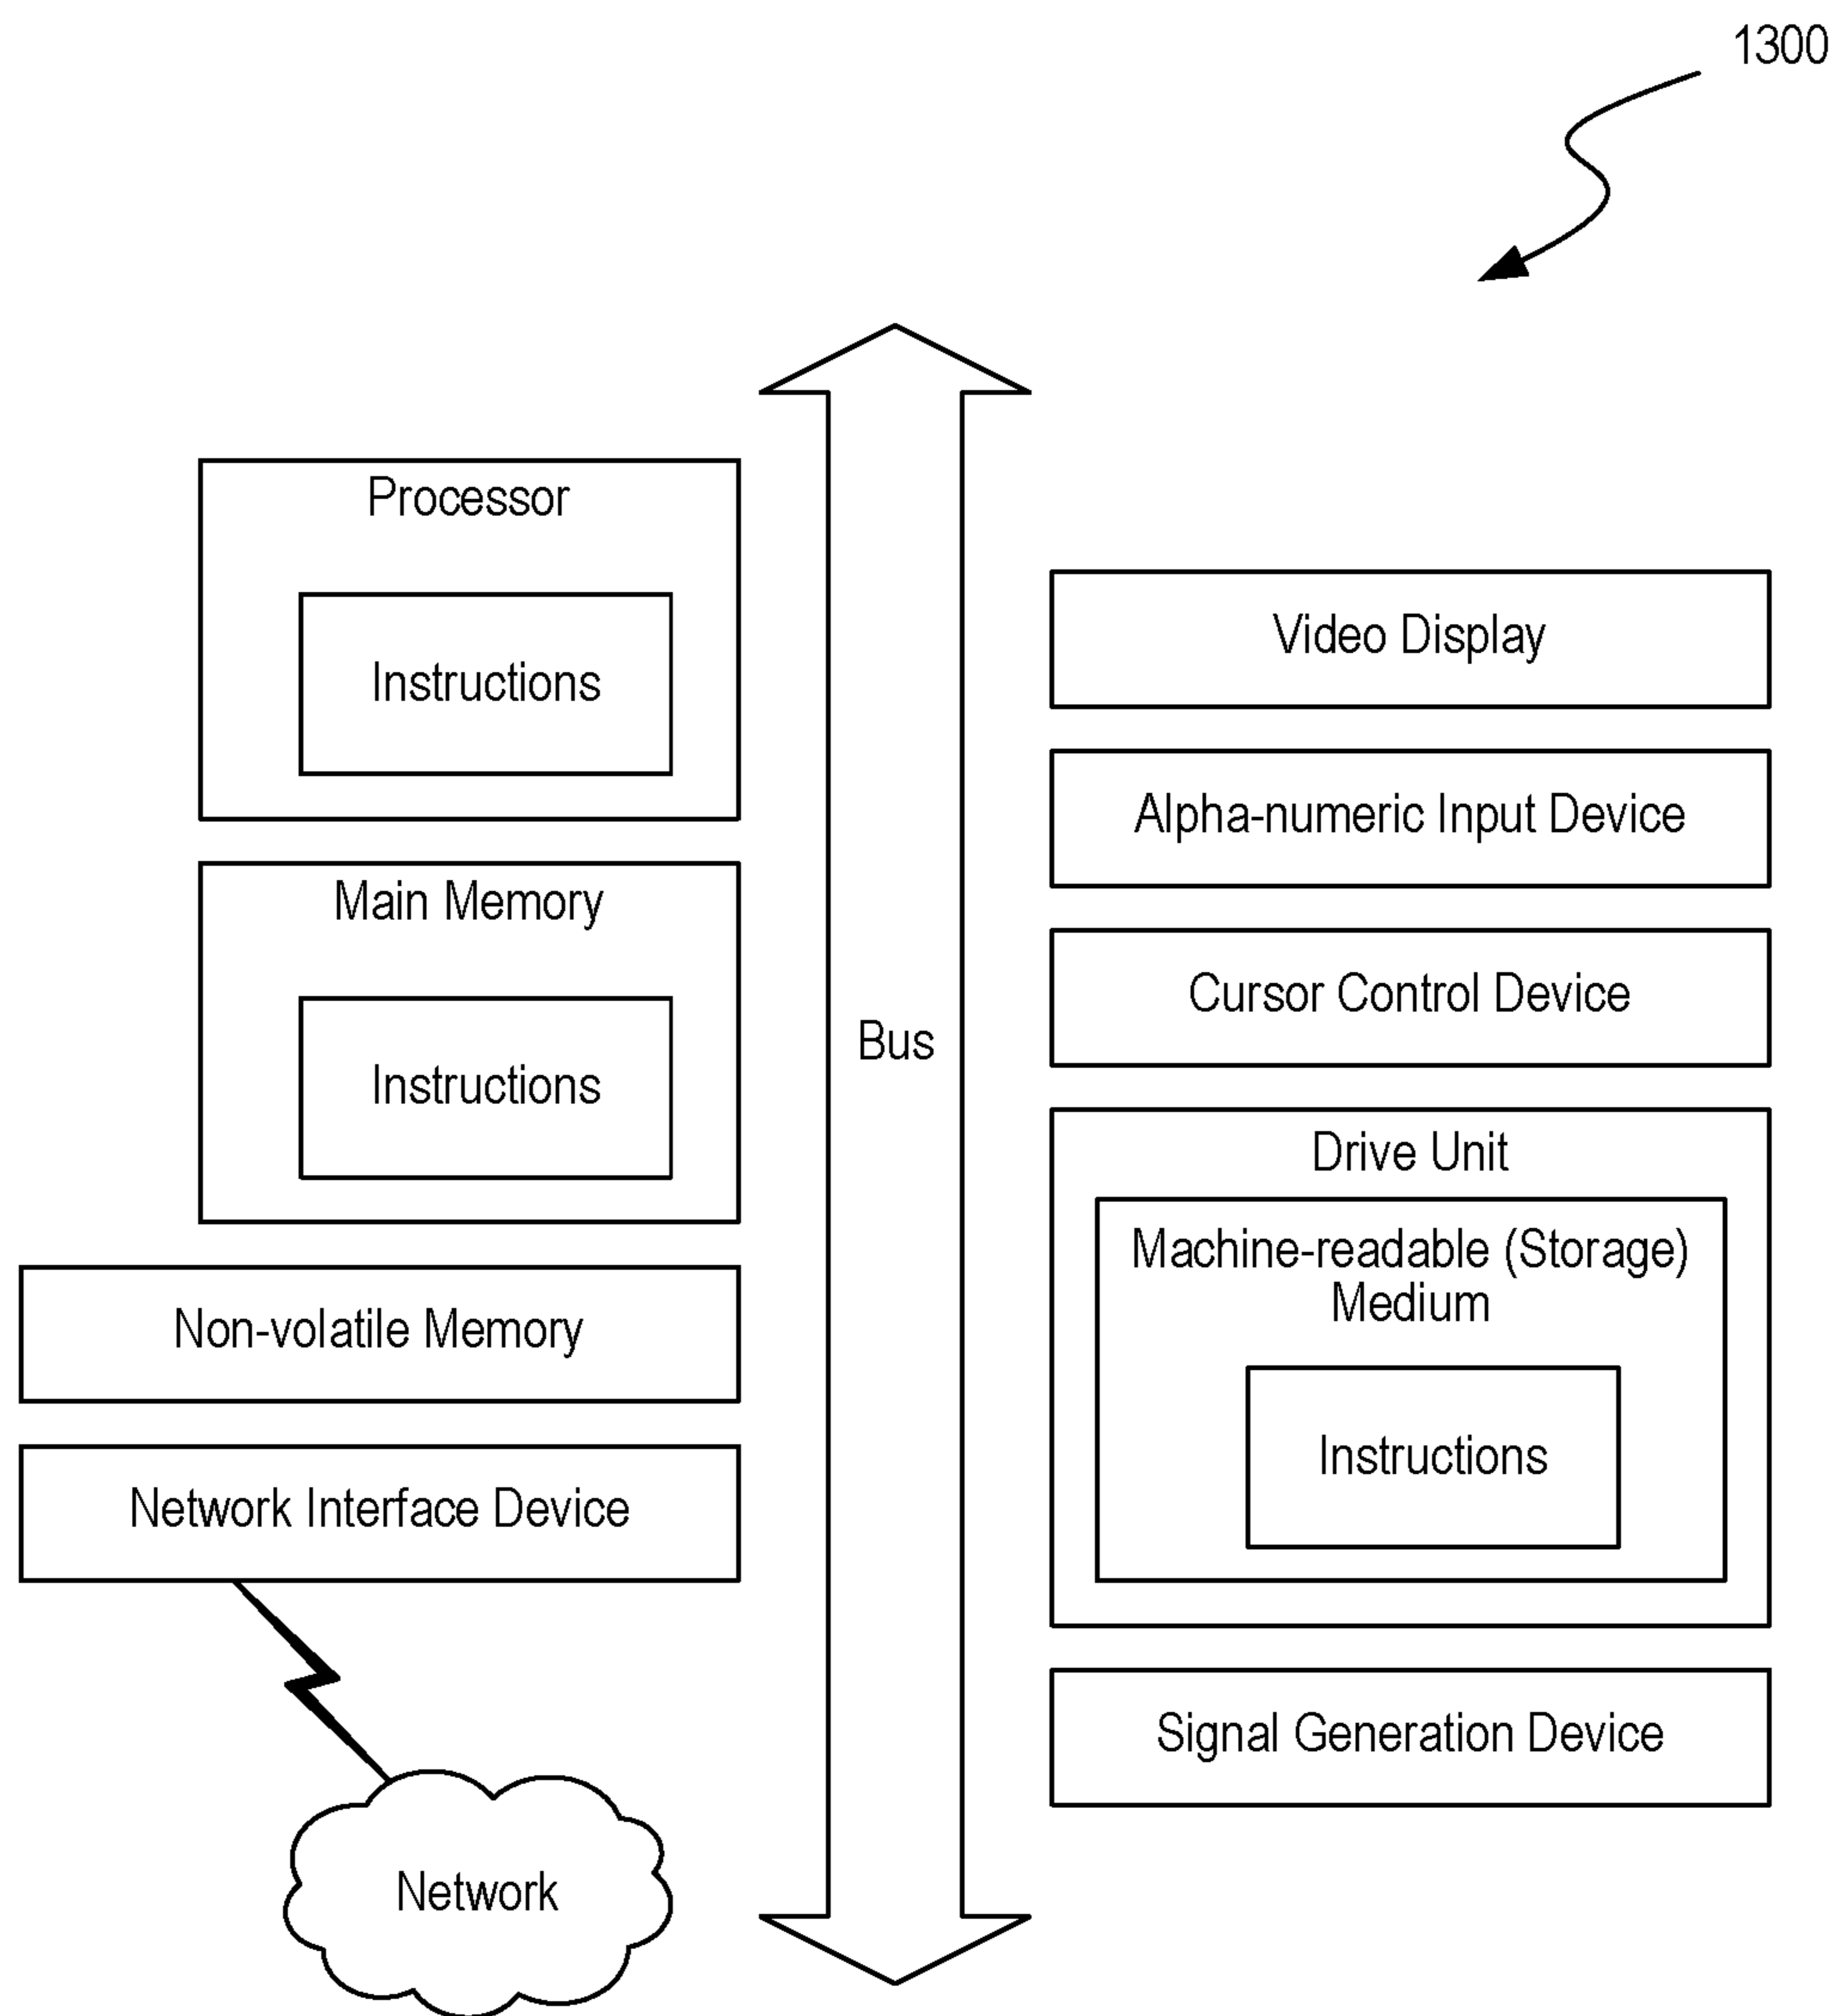 1300
Processor
Instructions
Main Memory
Instructions
Non-volatile Memory
Network Interface Device
Network
Bus
Video Display
Alpha-numeric Input Device
Cursor Control Device
Drive Unit
Machine-readable (Storage)
Medium
Instructions
Signal Generation Device